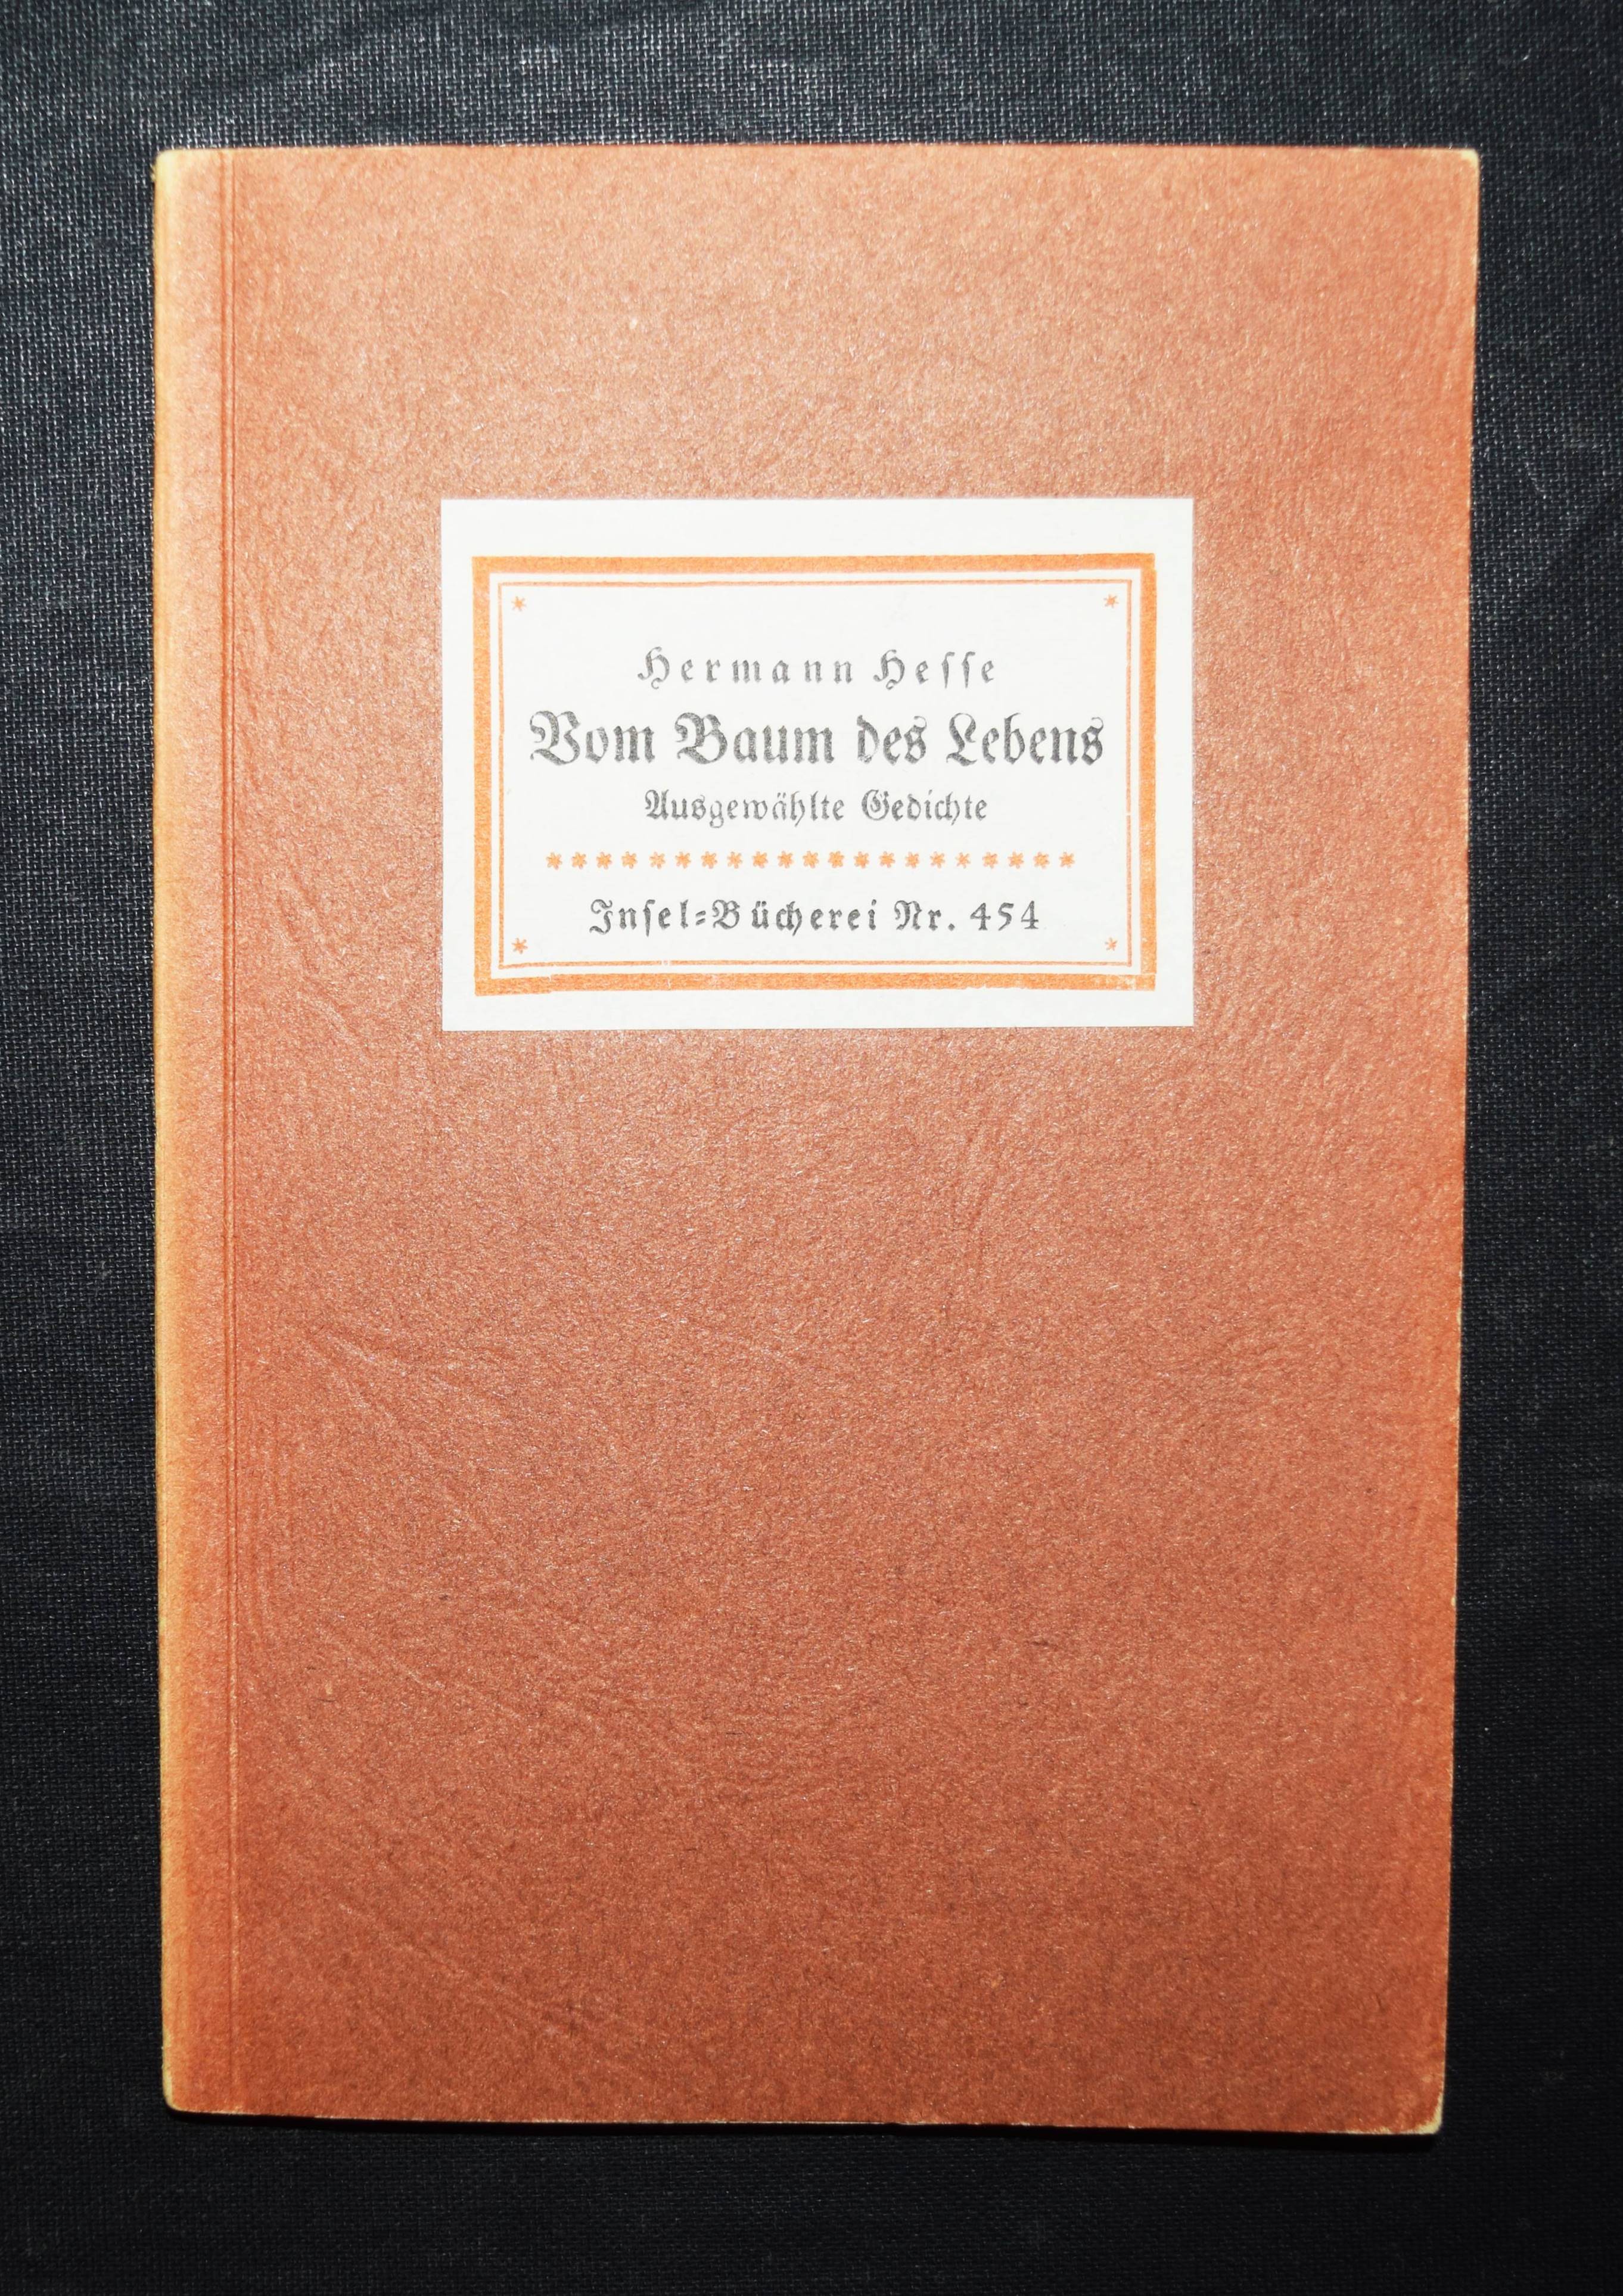 Hermann Heſſe
Vom Baum des Lebens
Ausgewählte Gedichte
Inſel=Bücherei Nr. 454